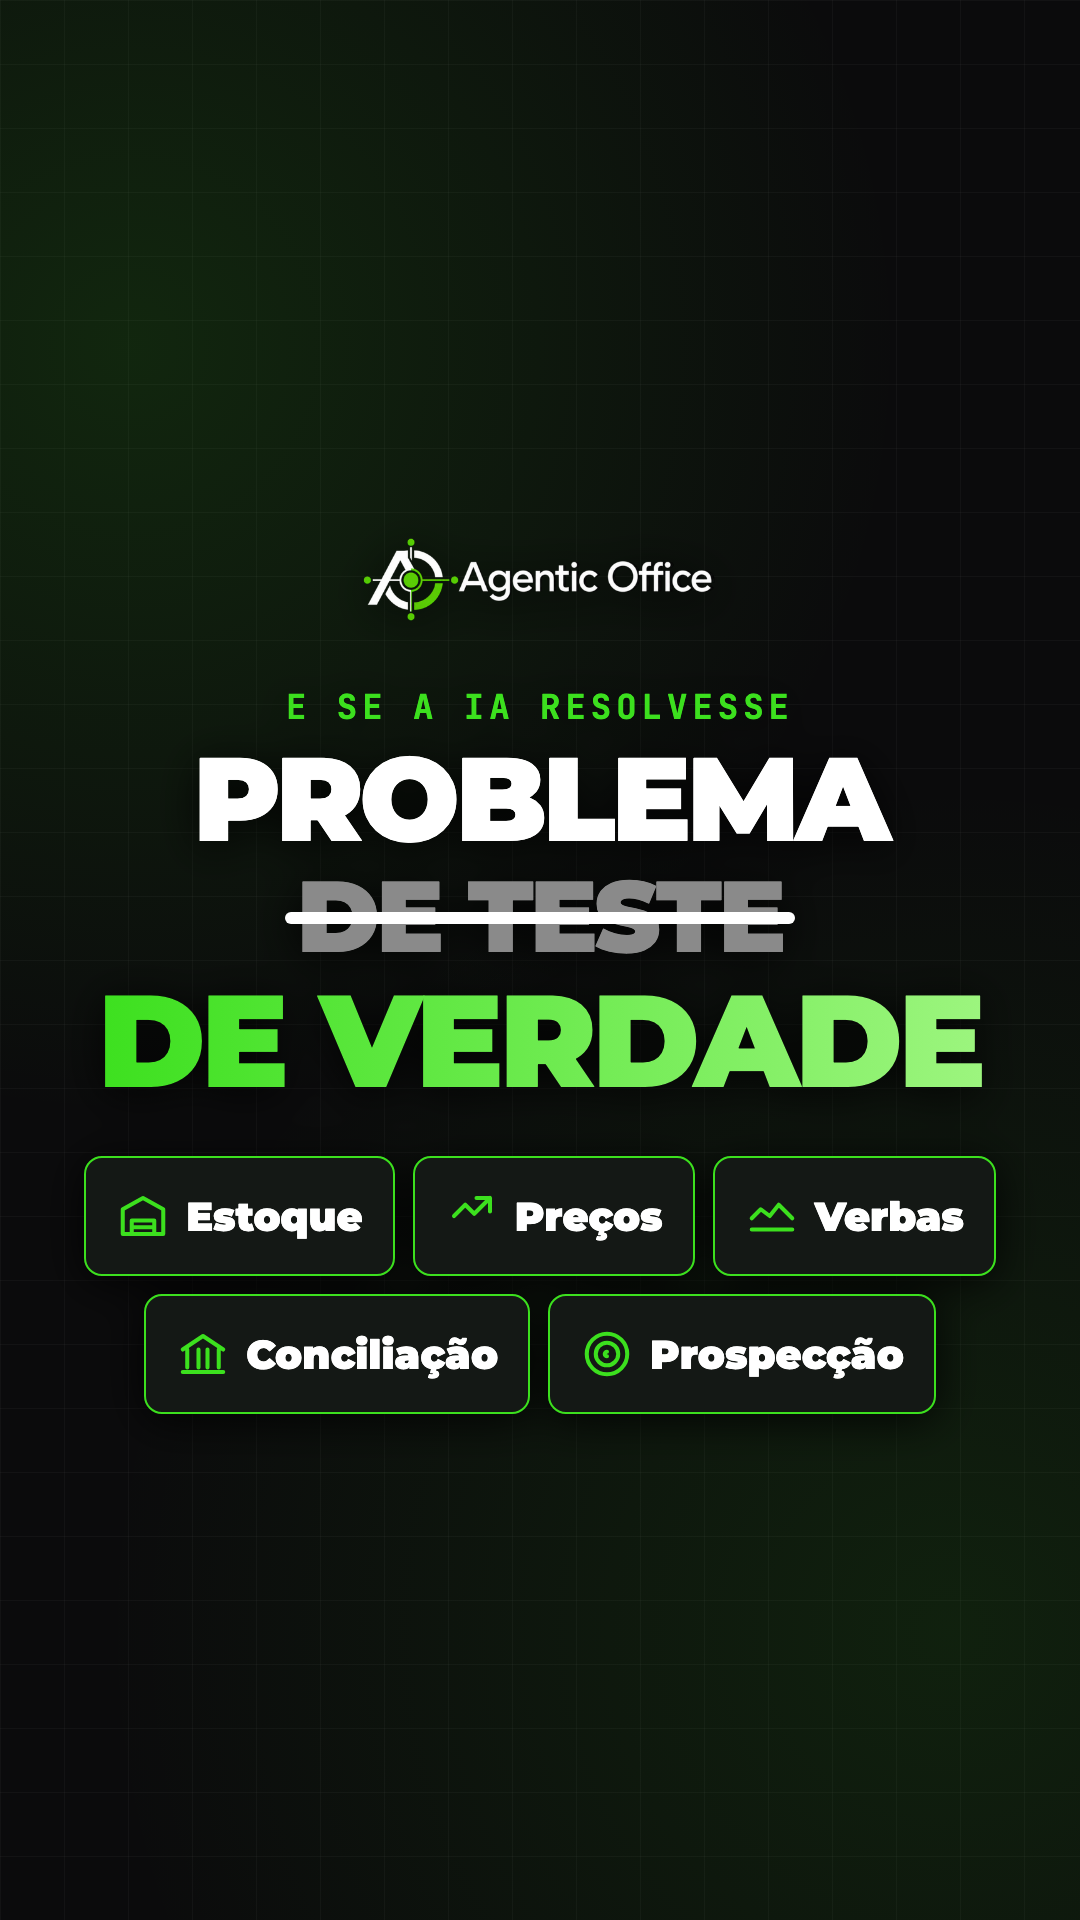 Agentic Office
E SE A IA RESOLVESSE
PROBLEMA
DE TESTE
DE VERDADE
Estoque
Preços
Verbas
Conciliação
Prospecção